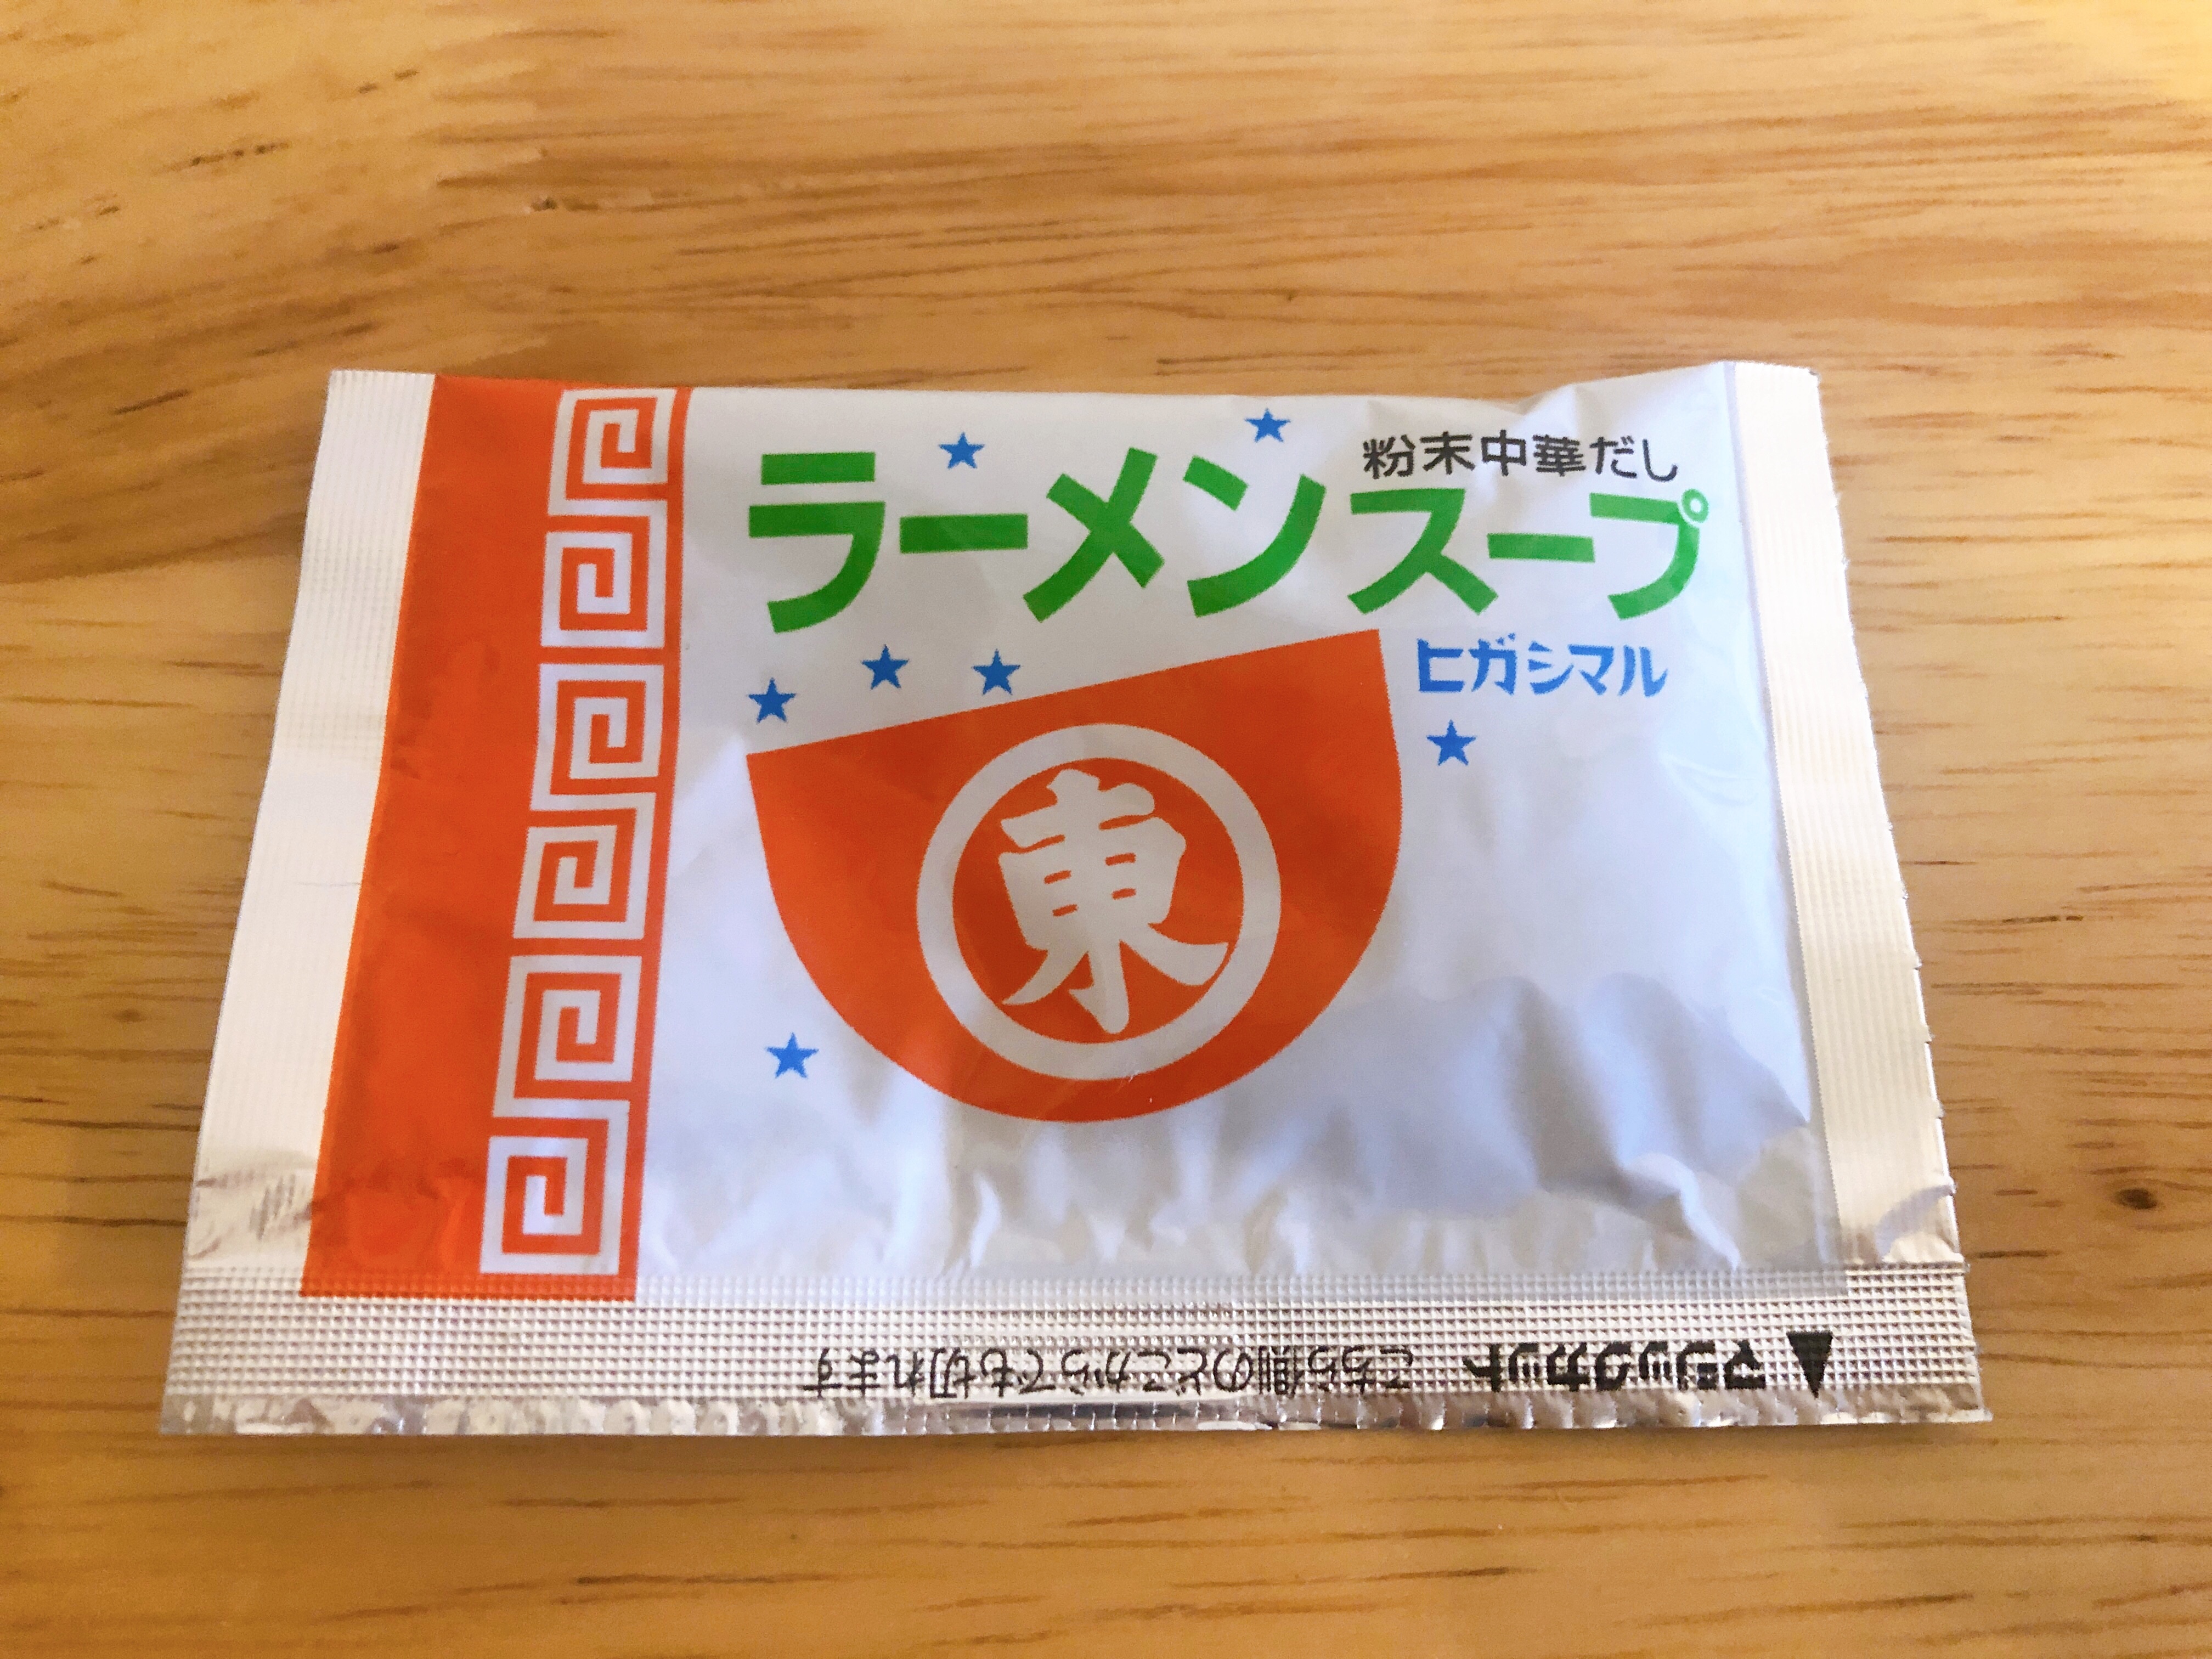 粉末中華だし
ラーメンスープ
ヒガシマル
東
マジックカット こちら側のどこからでも切れます